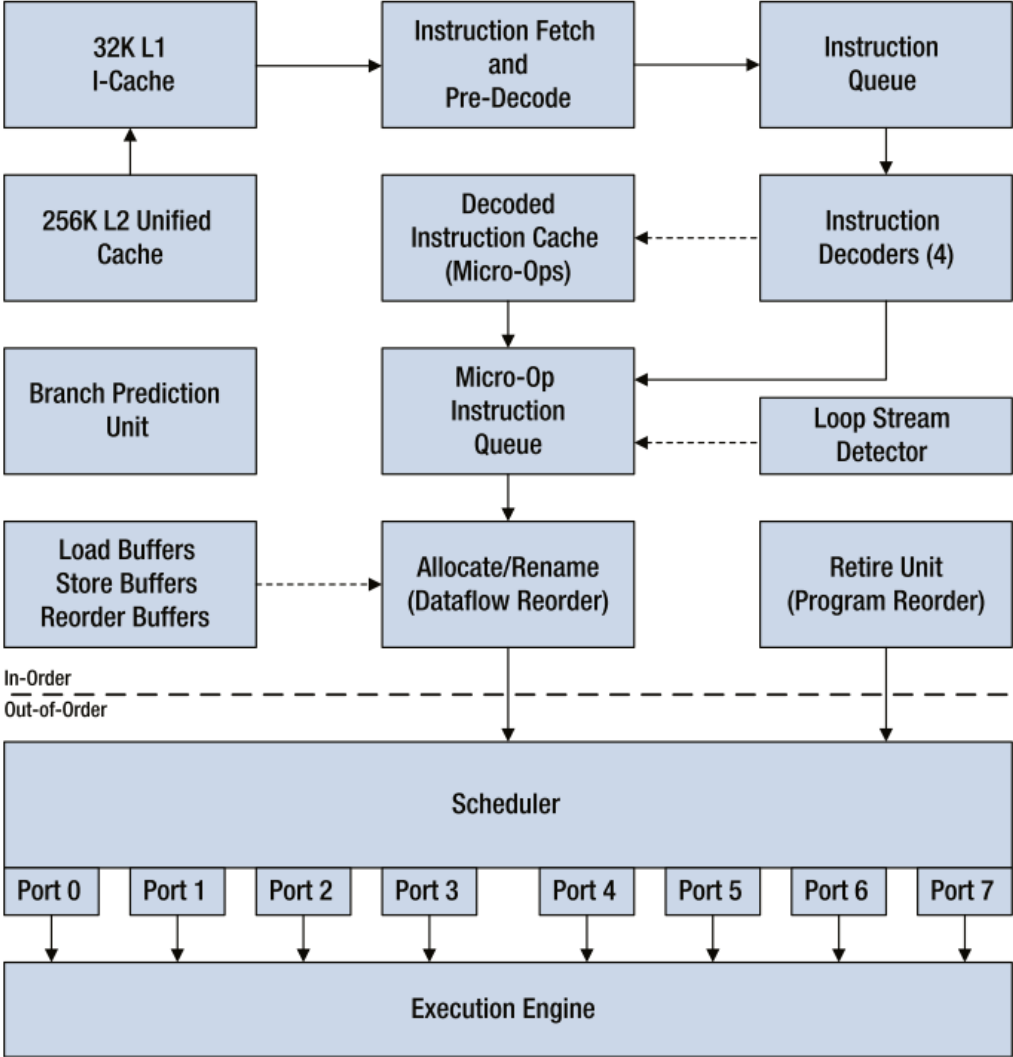 32K L1
I-Cache
Instruction Fetch
and
Pre-Decode
Instruction
Queue
256K L2 Unified
Cache
Decoded
Instruction Cache
(Micro-Ops)
Instruction
Decoders (4)
Branch Prediction
Unit
Micro-Op
Instruction
Queue
Loop Stream
Detector
Load Buffers
Store Buffers
Reorder Buffers
Allocate/Rename
(Dataflow Reorder)
Retire Unit
(Program Reorder)
In-Order
Out-of-Order
Scheduler
Port 0
Port 1
Port 2
Port 3
Port 4
Port 5
Port 6
Port 7
Execution Engine